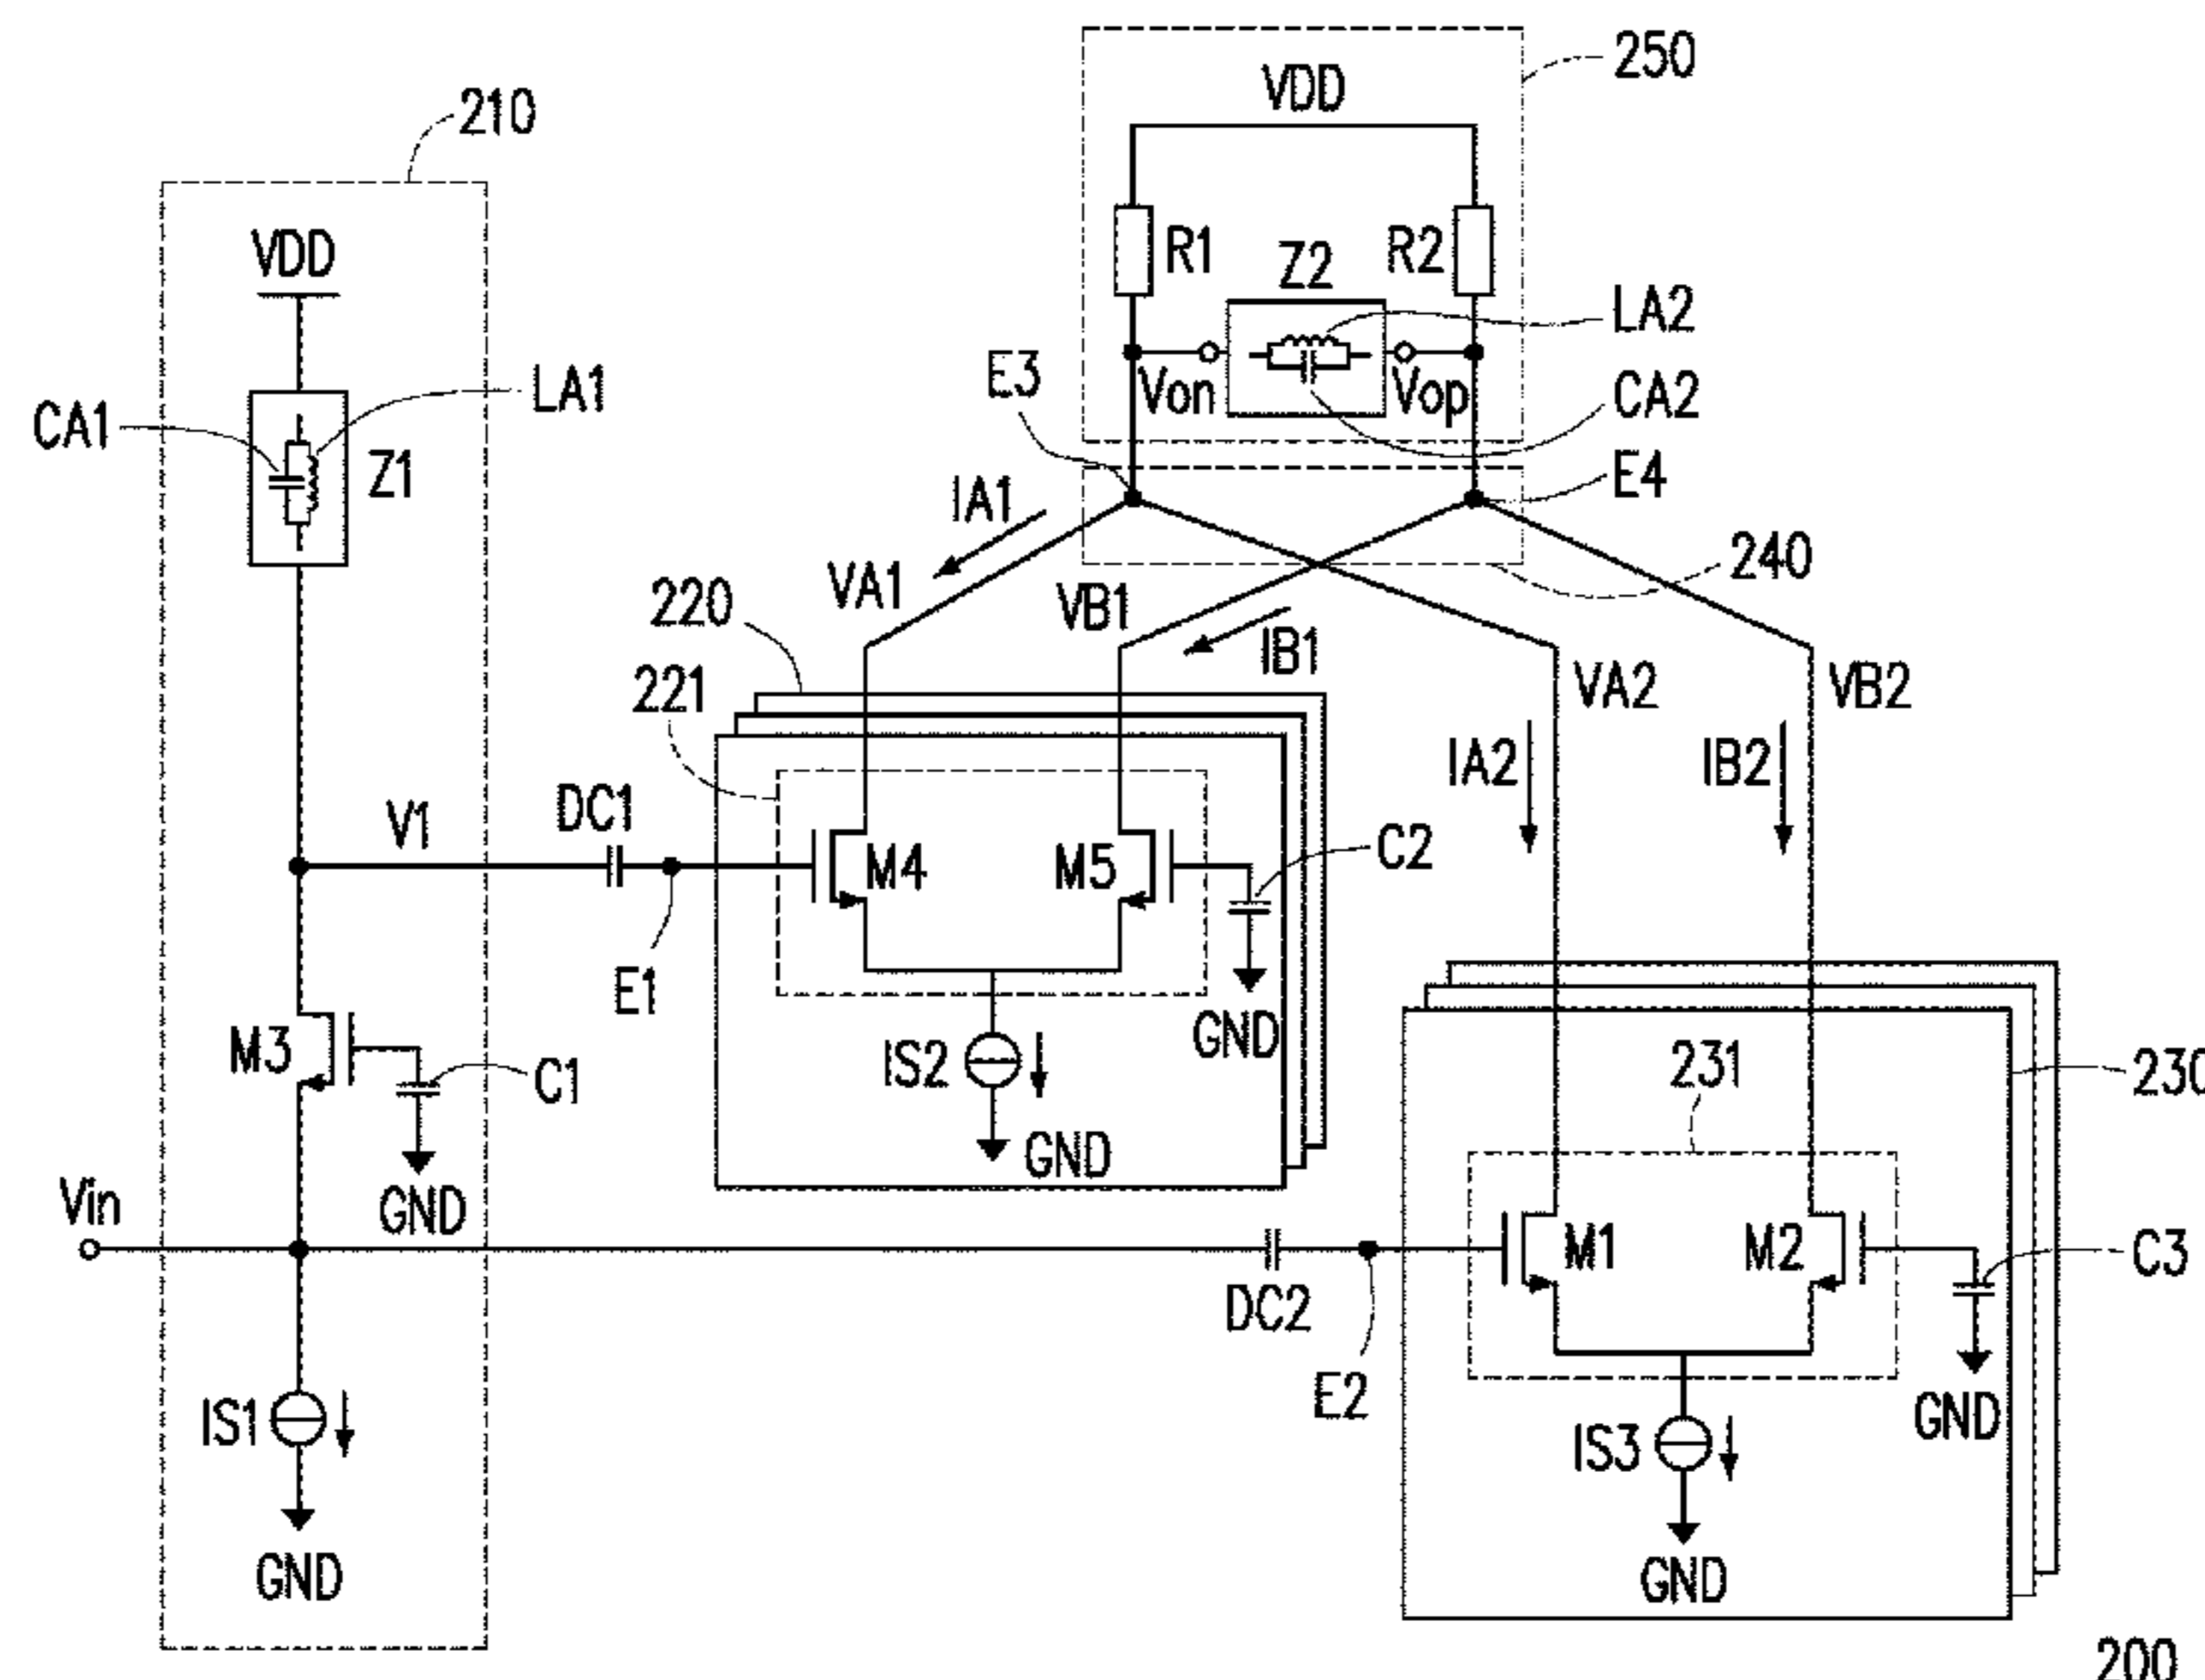 250
VDD
210
R1
Z2
R2
VDD
LA2
E3
Von
Vop
CA2
LA1
CA1
Z1
E4
IA1
240
VA1
VB1
220
IB1
221
VA2
VB2
IA2
IB2
DC1
V1
C2
M4
M5
E1
GND
M3
IS2
C1
231
230
GND
Vin
GND
M1
M2
C3
DC2
E2
IS1
GND
IS3
GND
GND
200